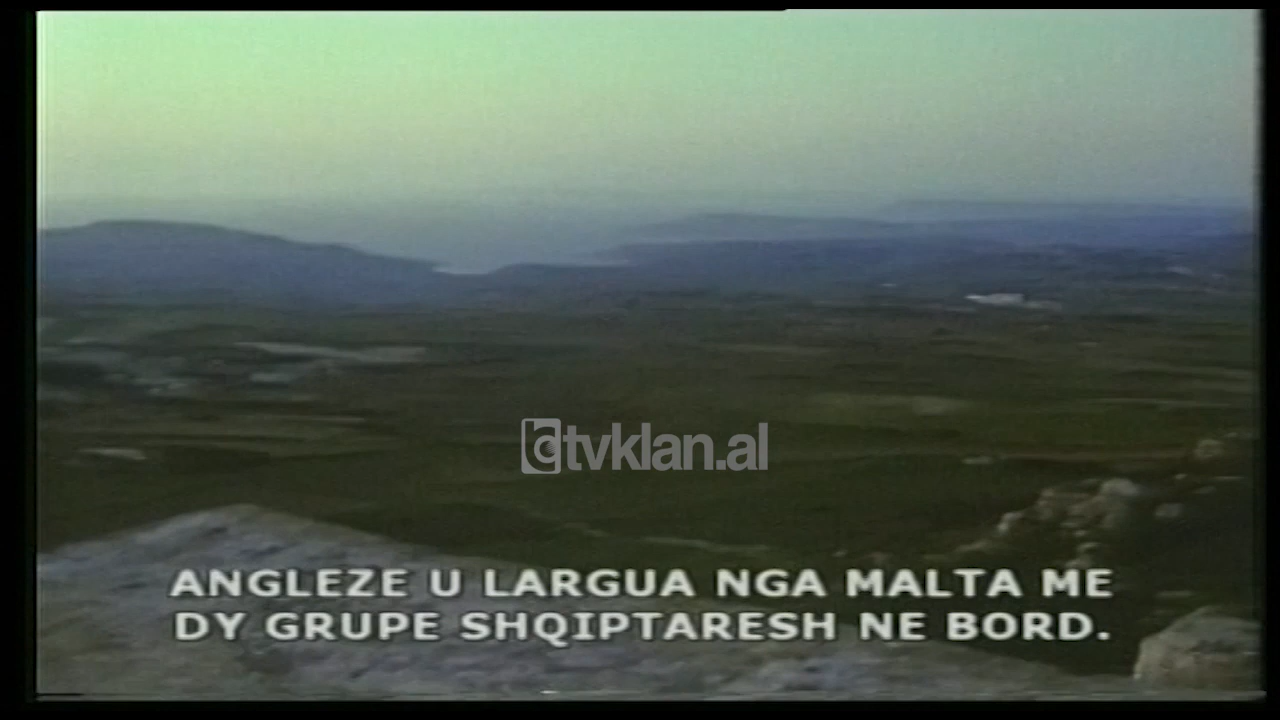 tvklan.al
ANGLEZE U LARGUA NGA MALTA ME
DY GRUPE SHQIPTARESH NE BORD.